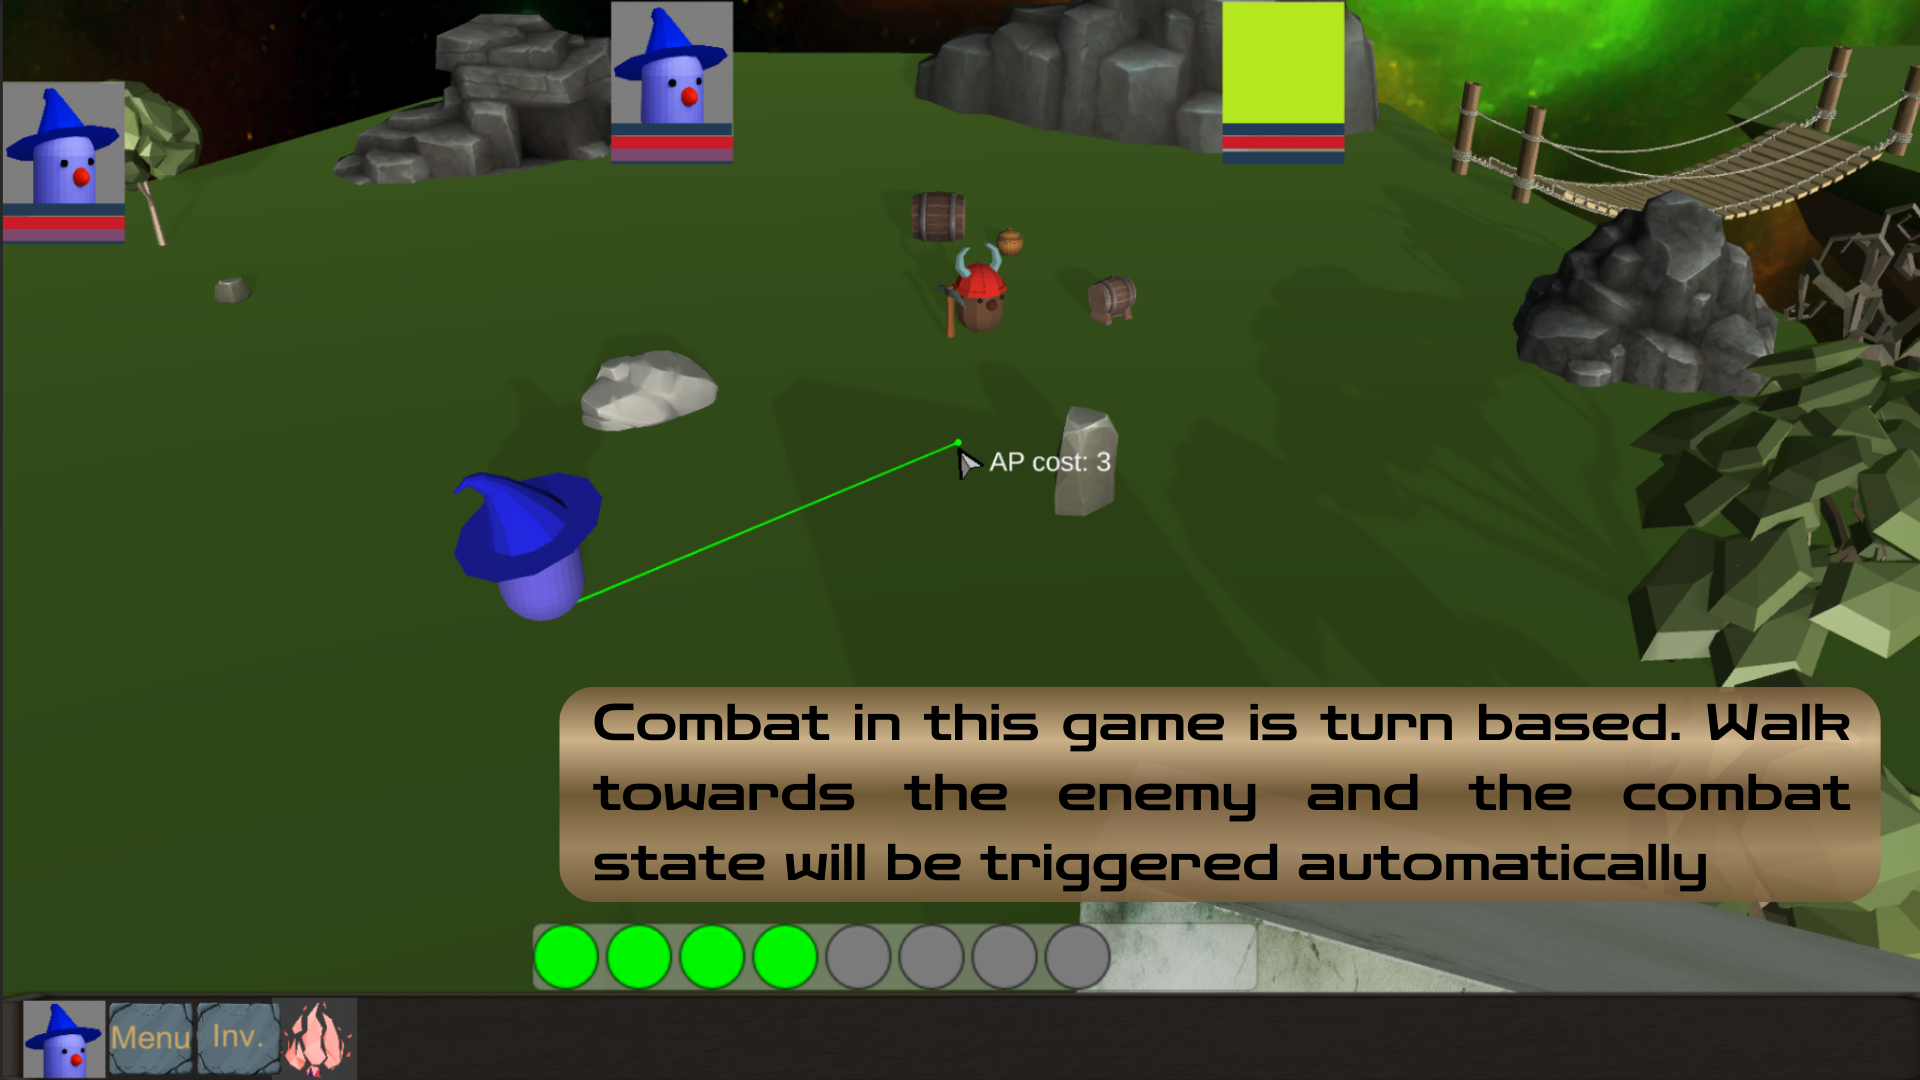 AP cost: 3
Combat in this game is turn based. Walk
towards the enemy and the combat
state will be triggered automatically
Menu
Inv.